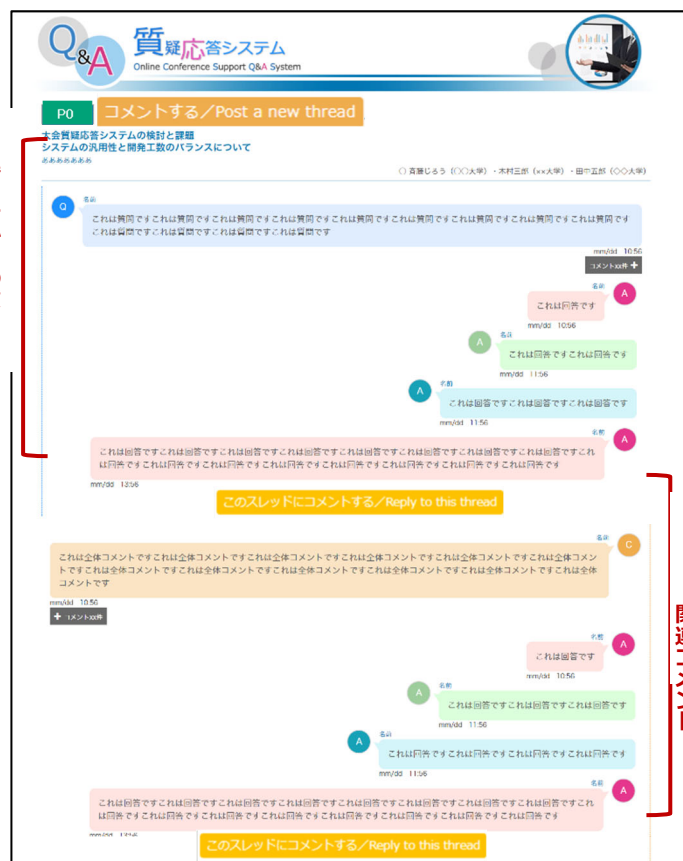 Q&A 質疑応答システム
Online Conference Support Q&A System
P0 コメントする／Post a new thread
大会質疑応答システムの検討と課題
システムの汎用性と開発工数のバランスについて
あああああああ
〇 斎藤じろう（〇〇大学）・木村三郎（××大学）・田中五郎（◇◇大学）
名前
Q
これは質問ですこれは質問ですこれは質問ですこれは質問ですこれは質問ですこれは質問ですこれは質問ですこれは質問ですこれは質問です
これは質問ですこれは質問ですこれは質問ですこれは質問です
mm/dd 10:56
コメントxx件 ✚
名前
A
これは回答です
mm/dd 10:56
名前
A
これは回答ですこれは回答です
mm/dd 11:56
名前
A
これは回答ですこれは回答ですこれは回答です
mm/dd 11:56
名前
A
これは回答ですこれは回答ですこれは回答ですこれは回答ですこれは回答ですこれは回答ですこれは回答ですこれは回答ですこれ
は回答ですこれは回答ですこれは回答ですこれは回答ですこれは回答ですこれは回答ですこれは回答ですこれは回答です
mm/dd 13:56
このスレッドにコメントする／Reply to this thread
名前
C
これは全体コメントですこれは全体コメントですこれは全体コメントですこれは全体コメントですこれは全体コメントですこれは全体コメン
トですこれは全体コメントですこれは全体コメントですこれは全体コメントですこれは全体コメントですこれは全体コメントですこれは全体
コメントです
mm/dd 10:56
✚ コメントxx件
名前
A
これは回答です
mm/dd 10:56
名前
A
これは回答ですこれは回答ですこれは回答です
mm/dd 11:56
名前
A
これは回答ですこれは回答ですこれは回答ですこれは回答です
mm/dd 11:56
名前
A
これは回答ですこれは回答ですこれは回答ですこれは回答ですこれは回答ですこれは回答ですこれは回答ですこれは回答ですこれ
は回答ですこれは回答ですこれは回答ですこれは回答ですこれは回答ですこれは回答ですこれは回答ですこれは回答です
このスレッドにコメントする／Reply to this thread